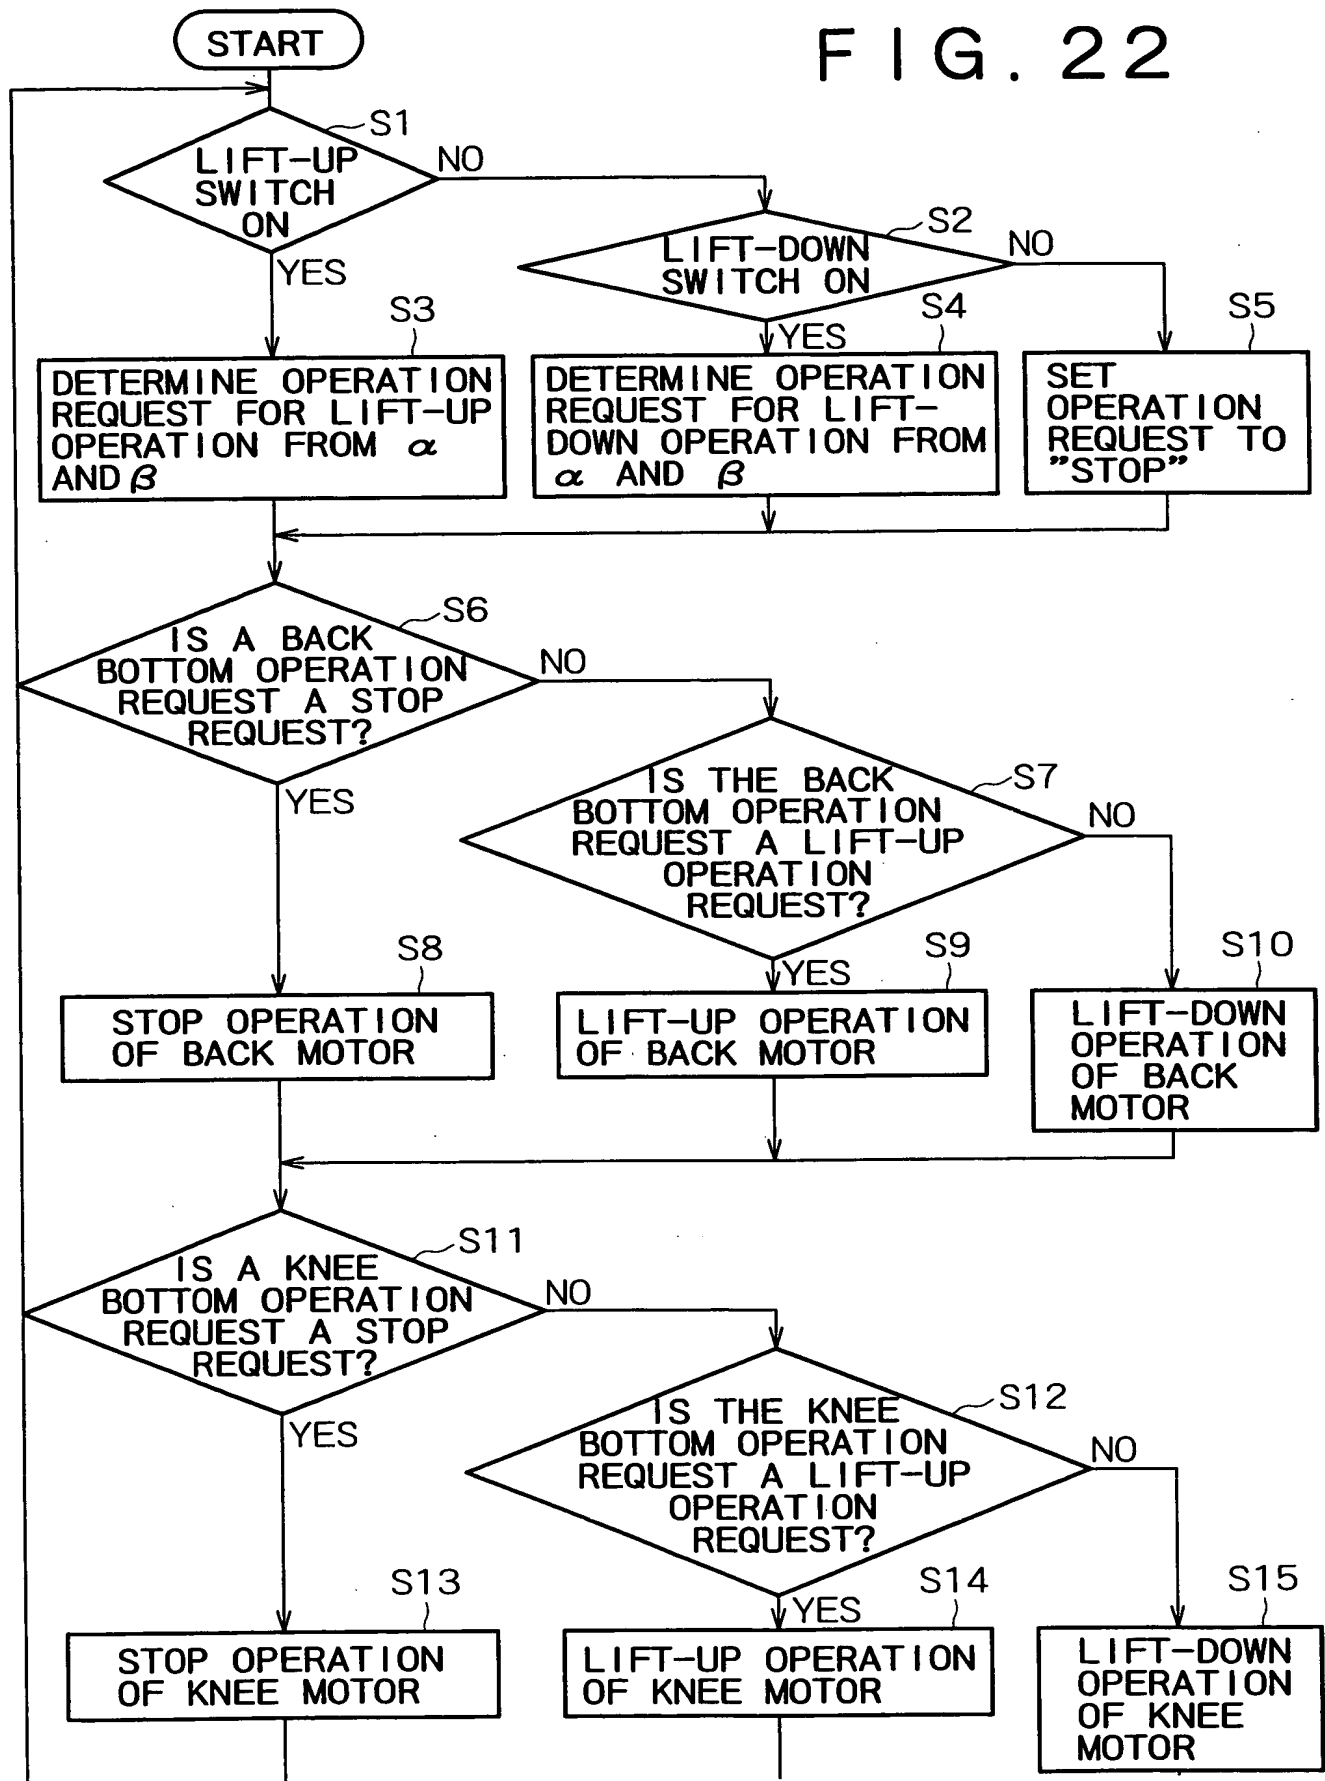 FIG. 22
START
S1
LIFT-UP
SWITCH
ON
NO
YES
S2
LIFT-DOWN
SWITCH ON
NO
YES
S3
DETERMINE OPERATION
REQUEST FOR LIFT-UP
OPERATION FROM α
AND β
S4
DETERMINE OPERATION
REQUEST FOR LIFT-
DOWN OPERATION FROM
α AND β
S5
SET
OPERATION
REQUEST TO
"STOP"
S6
IS A BACK
BOTTOM OPERATION
REQUEST A STOP
REQUEST?
NO
YES
S7
IS THE BACK
BOTTOM OPERATION
REQUEST A LIFT-UP
OPERATION
REQUEST?
NO
YES
S8
STOP OPERATION
OF BACK MOTOR
S9
LIFT-UP OPERATION
OF BACK MOTOR
S10
LIFT-DOWN
OPERATION
OF BACK
MOTOR
S11
IS A KNEE
BOTTOM OPERATION
REQUEST A STOP
REQUEST?
NO
YES
S12
IS THE KNEE
BOTTOM OPERATION
REQUEST A LIFT-UP
OPERATION
REQUEST?
NO
YES
S13
STOP OPERATION
OF KNEE MOTOR
S14
LIFT-UP OPERATION
OF KNEE MOTOR
S15
LIFT-DOWN
OPERATION
OF KNEE
MOTOR